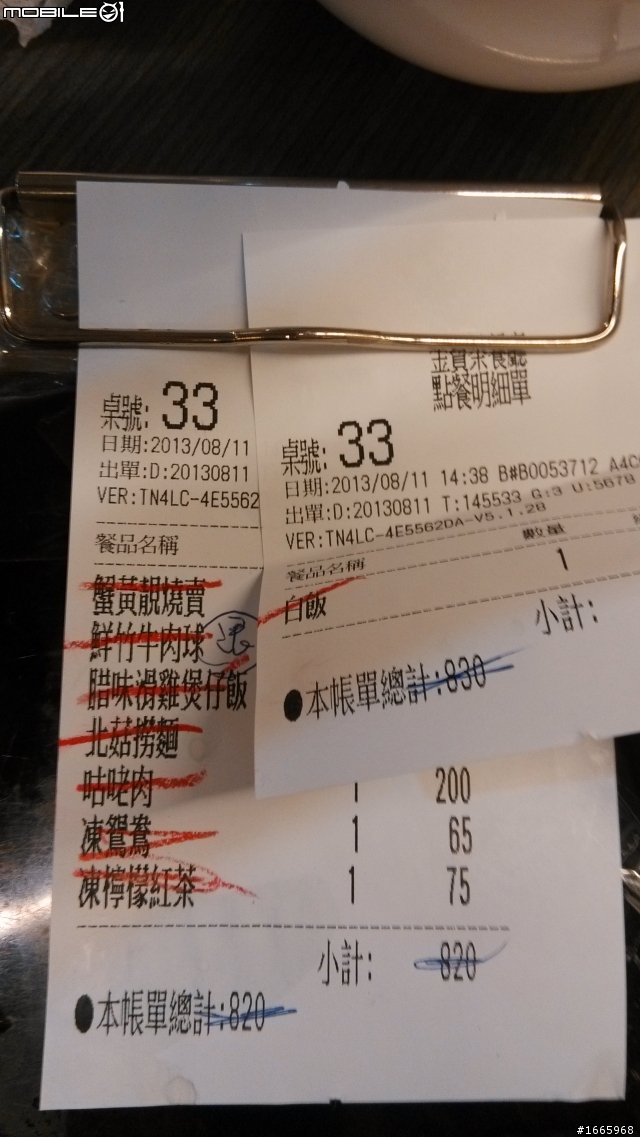 MOBILE01
桌號: 33
日期:2013/08/11
出單:D:20130811
VER:TN4LC-4E5562
餐品名稱
蟹黃靚燒賣
鮮竹牛肉球 退
腊味滑雞煲仔飯
北菇撈麵
咕咾肉 1 200
凍鴛鴦 1 65
凍檸檬紅茶 1 75
小計: 820
●本帳單總計:820
點餐明細單
桌號: 33
日期:2013/08/11 14:38 B#B0053712 A4C
出單:D:20130811 T:145533 G:3 U:5678
VER:TN4LC-4E5562DA-V5.1.28
餐品名稱 數量
白飯 1
小計:
●本帳單總計:830
#1665968